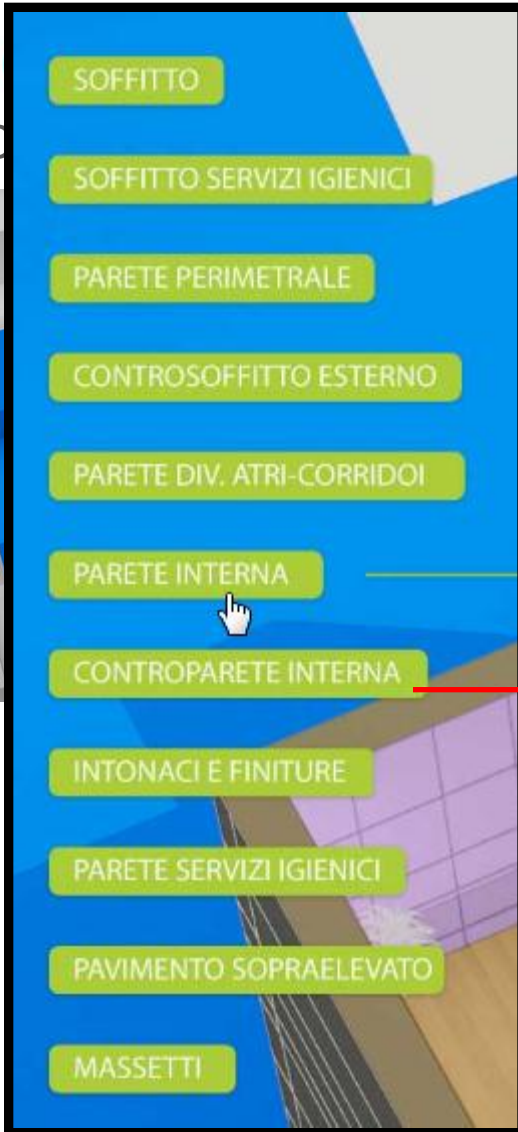 SOFFITTO
SOFFITTO SERVIZI IGIENICI
PARETE PERIMETRALE
CONTROSOFFITTO ESTERNO
PARETE DIV. ATRI-CORRIDOI
PARETE INTERNA
CONTROPARETE INTERNA
INTONACI E FINITURE
PARETE SERVIZI IGIENICI
PAVIMENTO SOPRAELEVATO
MASSETTI